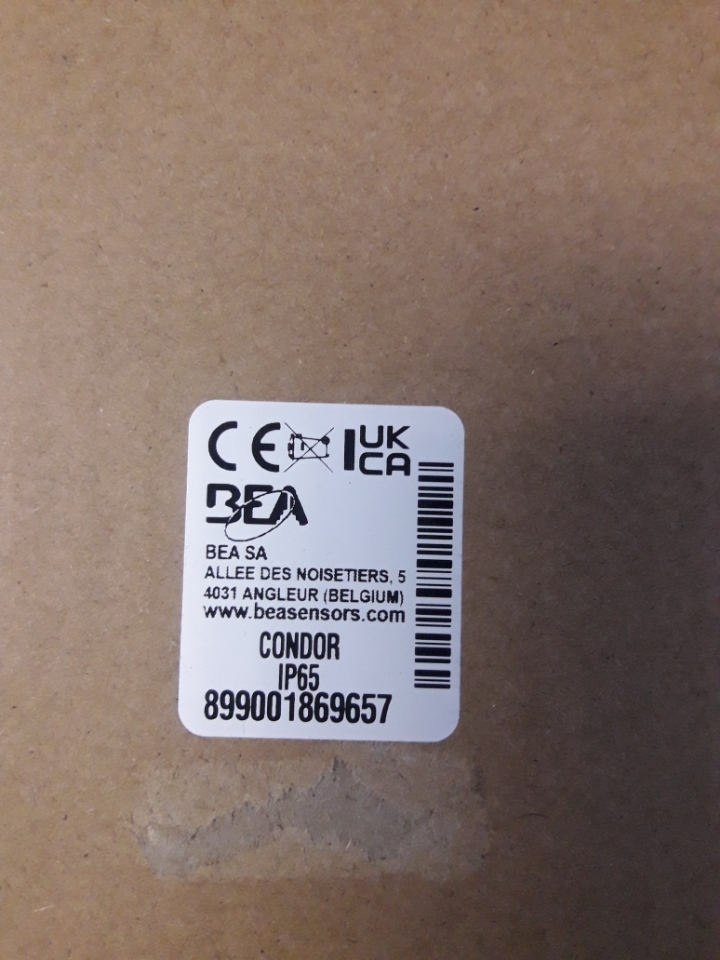 CE UK
CA
BEA
BEA SA
ALLEE DES NOISETIERS, 5
4031 ANGLEUR (BELGIUM)
www.beasensors.com
CONDOR
IP65
899001869657